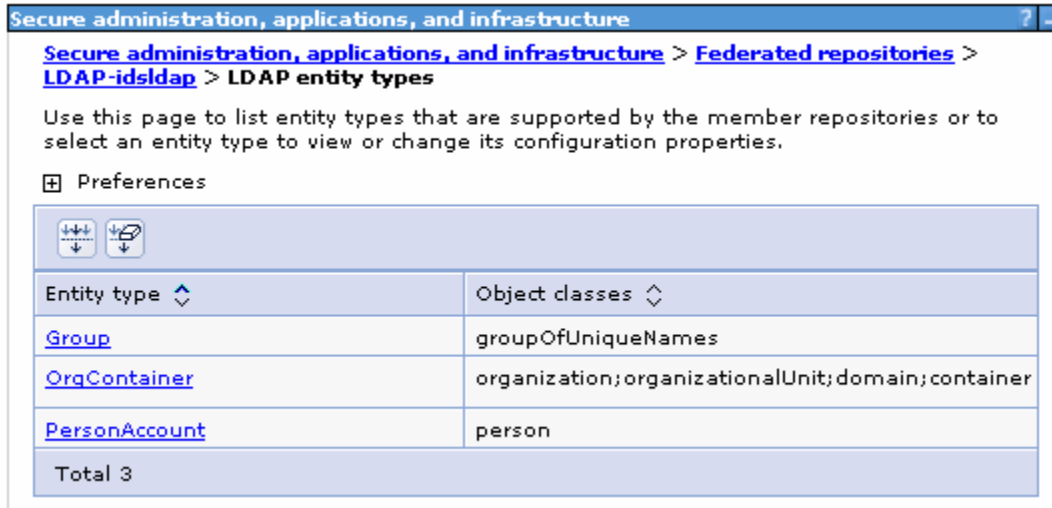 Secure administration, applications, and infrastructure ? -
Secure administration, applications, and infrastructure > Federated repositories >
LDAP-idsldap > LDAP entity types
Use this page to list entity types that are supported by the member repositories or to
select an entity type to view or change its configuration properties.
Preferences
Entity type Object classes
Group groupOfUniqueNames
OrgContainer organization;organizationalUnit;domain;container
PersonAccount person
Total 3